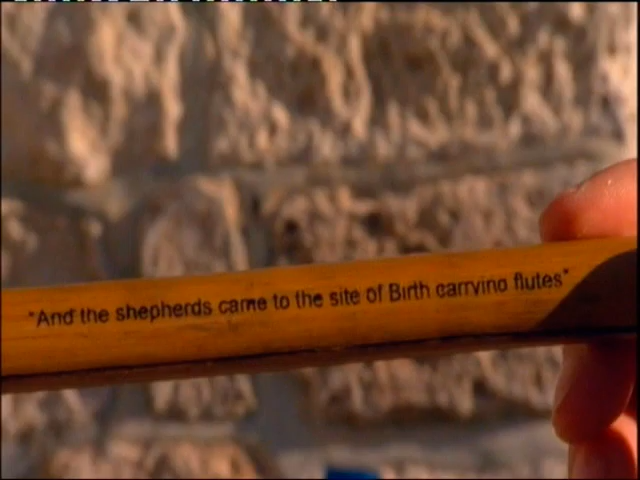 "And the shepherds came to the site of Birth carrying flutes"